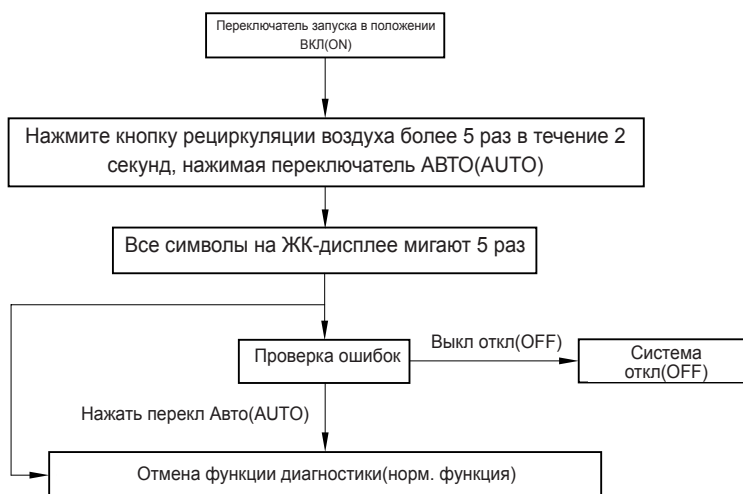 Переключатель запуска в положении
ВКЛ(ON)
Нажмите кнопку рециркуляции воздуха более 5 раз в течение 2
секунд, нажимая переключатель АВТО(AUTO)
Все символы на ЖК-дисплее мигают 5 раз
Проверка ошибок
Выкл откл(OFF)
Система
откл(OFF)
Нажать перекл Авто(AUTO)
Отмена функции диагностики(норм. функция)